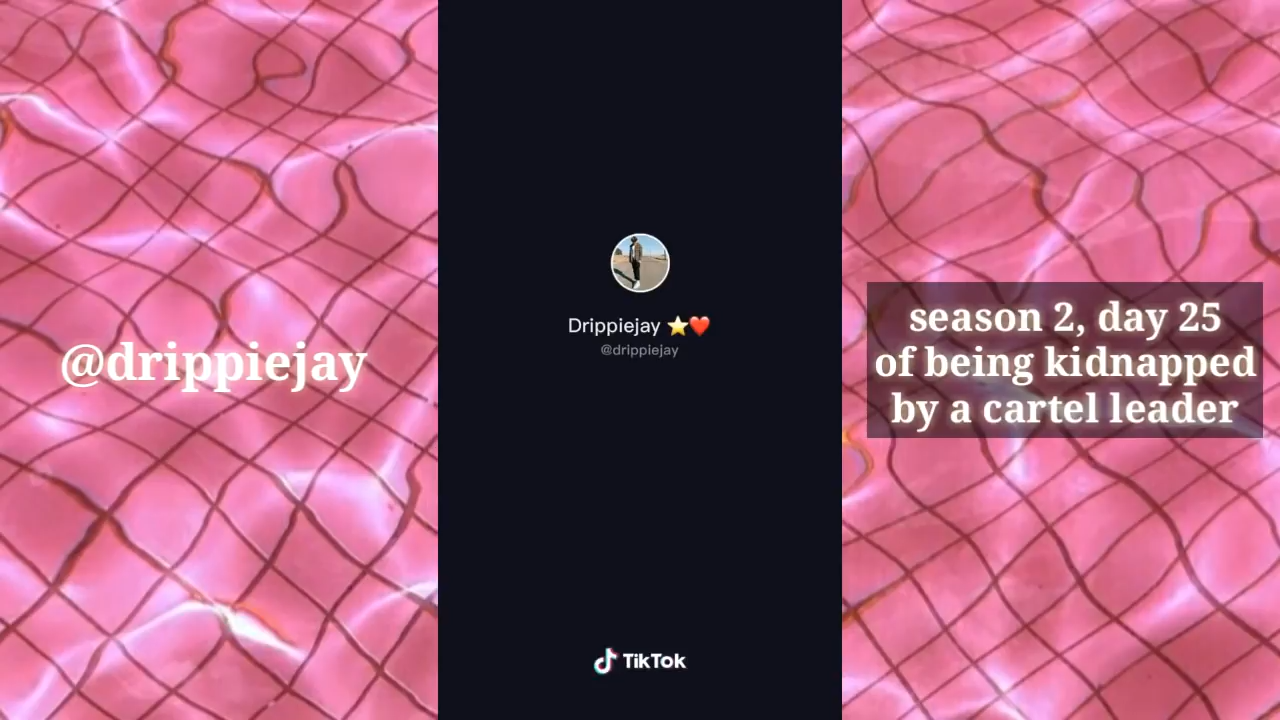 @drippiejay
Drippiejay ⭐❤️
@drippiejay
TikTok
season 2, day 25
of being kidnapped
by a cartel leader